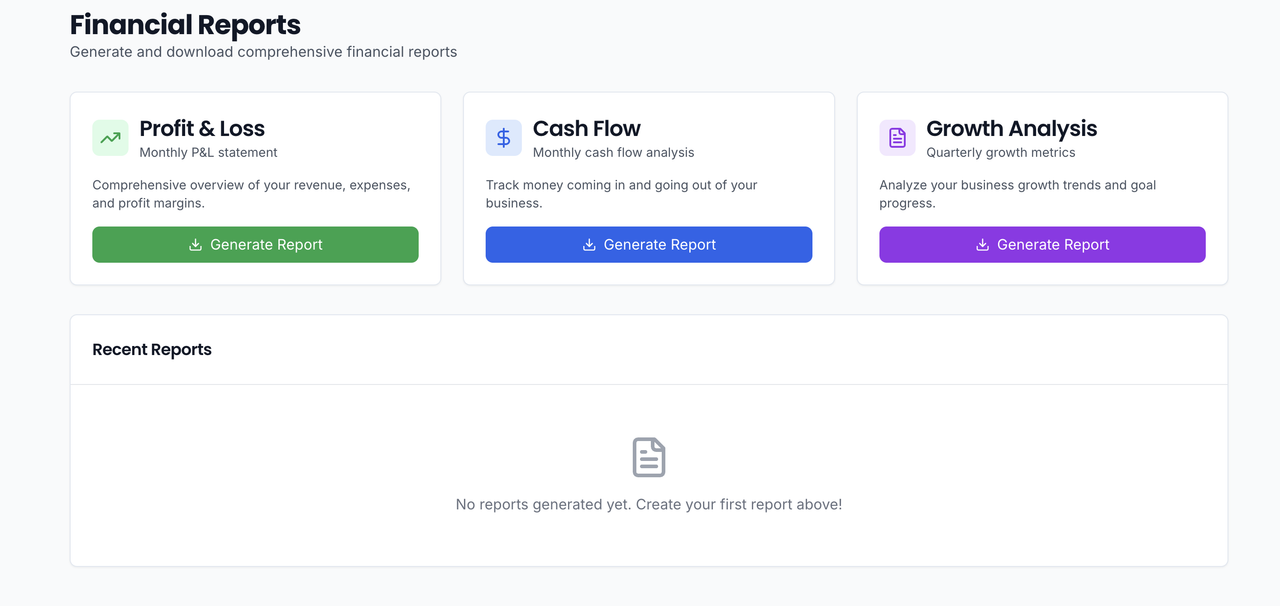 Financial Reports
Generate and download comprehensive financial reports
Profit & Loss
Monthly P&L statement
Comprehensive overview of your revenue, expenses,
and profit margins.
Generate Report
Cash Flow
Monthly cash flow analysis
Track money coming in and going out of your
business.
Generate Report
Growth Analysis
Quarterly growth metrics
Analyze your business growth trends and goal
progress.
Generate Report
Recent Reports
No reports generated yet. Create your first report above!